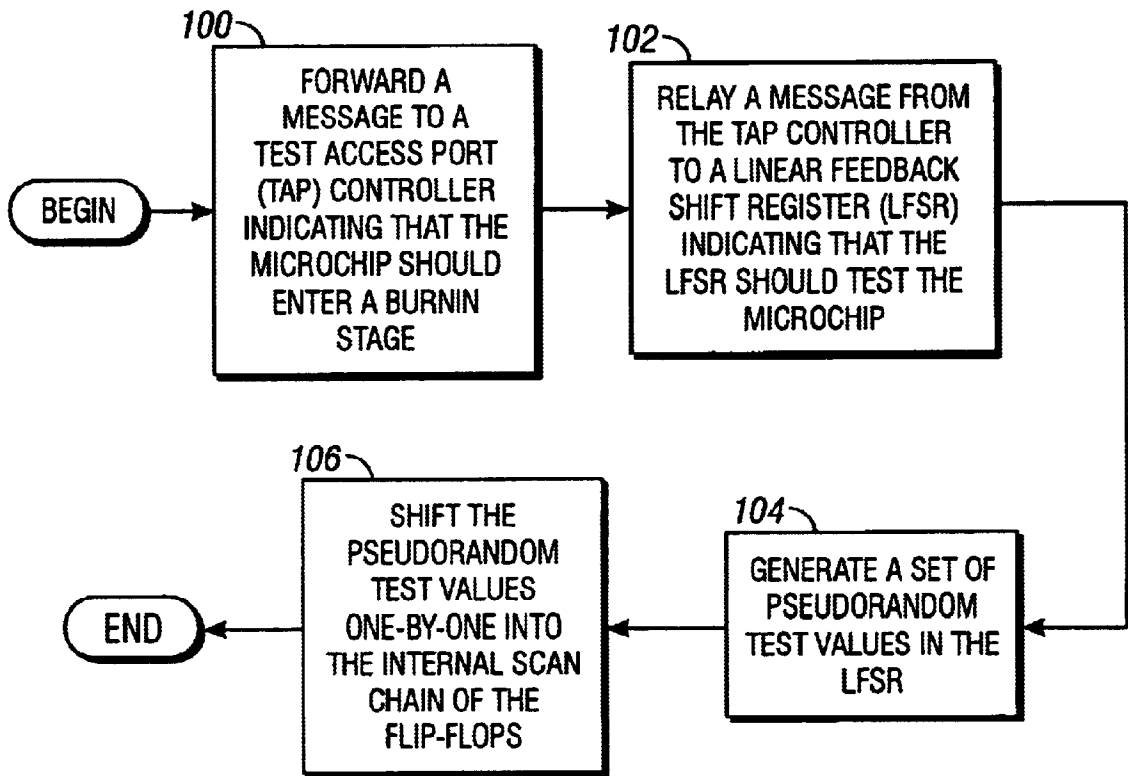 100
FORWARD A
MESSAGE TO A
TEST ACCESS PORT
(TAP) CONTROLLER
INDICATING THAT THE
MICROCHIP SHOULD
ENTER A BURNIN
STAGE
102
RELAY A MESSAGE FROM
THE TAP CONTROLLER
TO A LINEAR FEEDBACK
SHIFT REGISTER (LFSR)
INDICATING THAT THE
LFSR SHOULD TEST THE
MICROCHIP
BEGIN
106
SHIFT THE
PSEUDORANDOM
TEST VALUES
ONE-BY-ONE INTO
THE INTERNAL SCAN
CHAIN OF THE
FLIP-FLOPS
104
GENERATE A SET OF
PSEUDORANDOM
TEST VALUES IN THE
LFSR
END